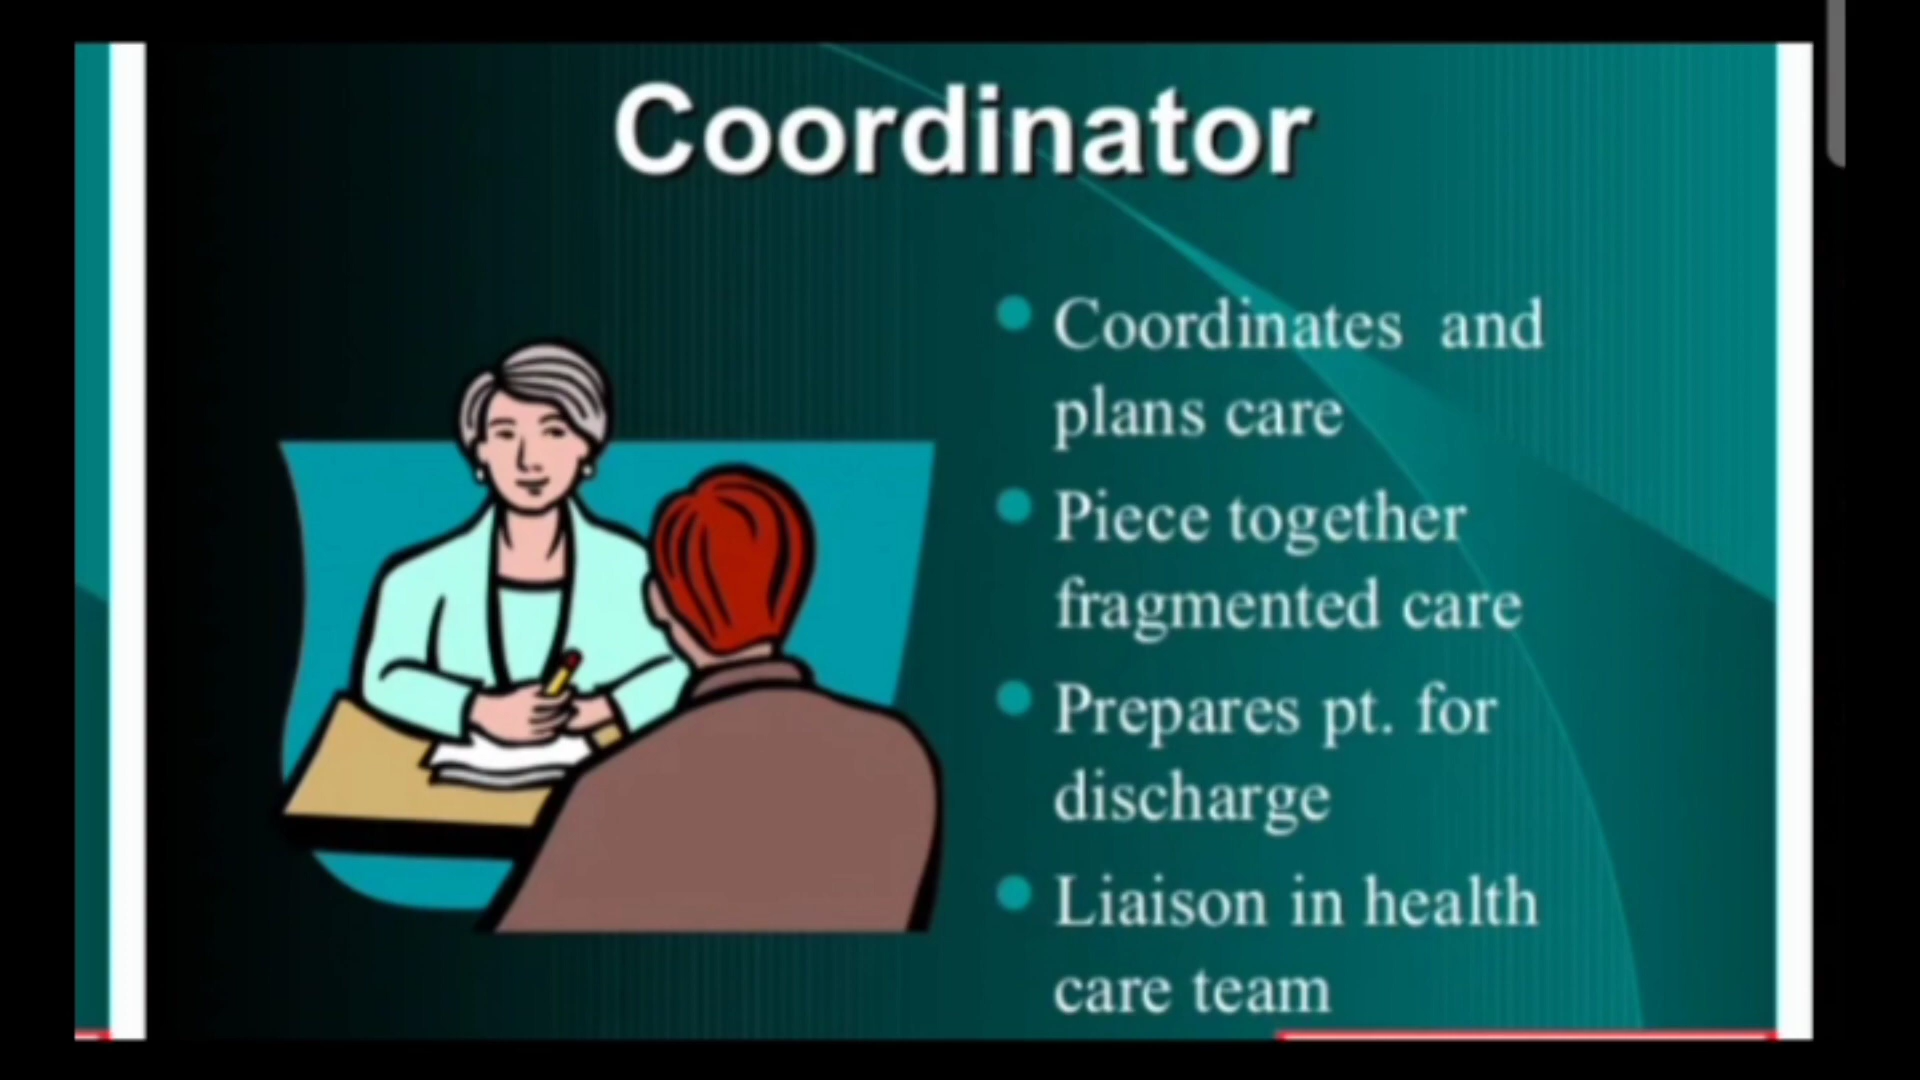 Coordinator
Coordinates and
plans care
Piece together
fragmented care
Prepares pt. for
discharge
Liaison in health
care team